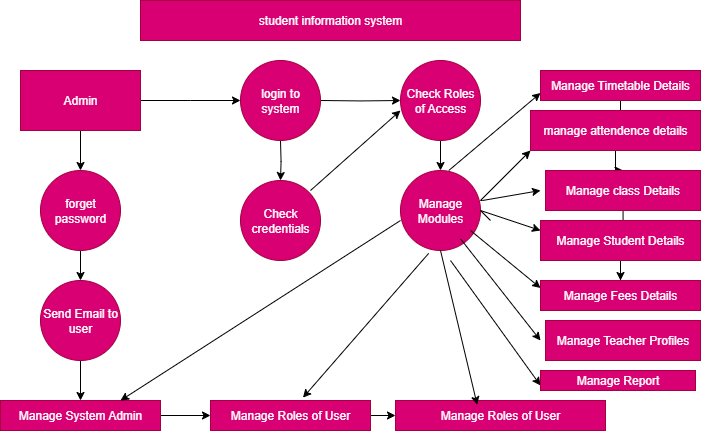 student information system
Admin
login to
system
Check Roles
of Access
Manage Timetable Details
manage attendence details
forget
password
Check
credentials
Manage
Modules
Manage class Details
Manage Student Details
Send Email to
user
Manage Fees Details
Manage Teacher Profiles
Manage Report
Manage System Admin
Manage Roles of User
Manage Roles of User